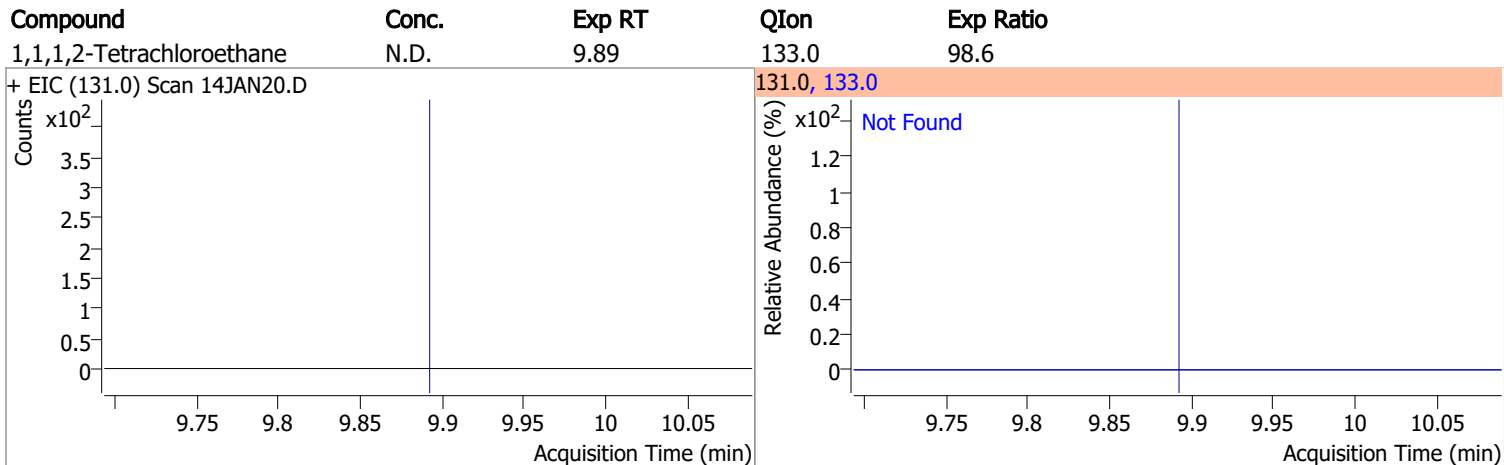 Compound Conc. Exp RT QIon Exp Ratio
1,1,1,2-Tetrachloroethane N.D. 9.89 133.0 98.6
+ EIC (131.0) Scan 14JAN20.D
Counts
x10²
3.5
3
2.5
2
1.5
1
0.5
0
9.75 9.8 9.85 9.9 9.95 10 10.05
Acquisition Time (min)
131.0, 133.0
Relative Abundance (%)
x10²
Not Found
1.2
1
0.8
0.6
0.4
0.2
0
9.75 9.8 9.85 9.9 9.95 10 10.05
Acquisition Time (min)